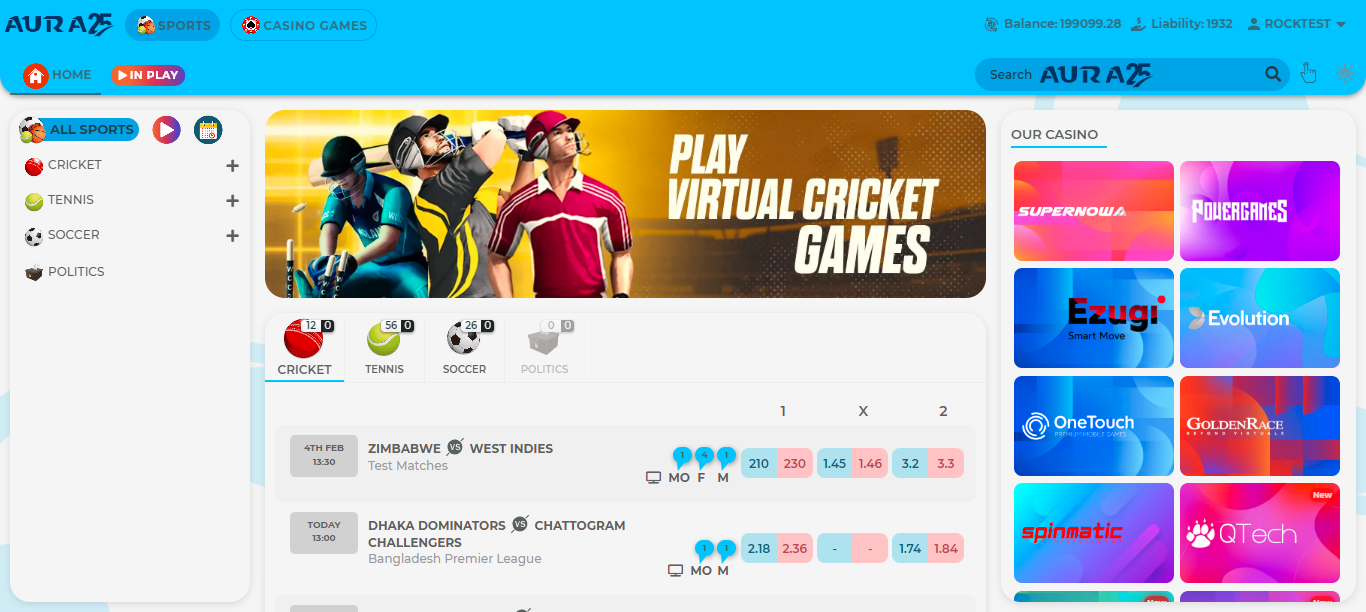 AURA25
SPORTS
CASINO GAMES
Balance: 199099.28
Liability: 1932
ROCKTEST
HOME
IN PLAY
Search AURA25
ALL SPORTS
CRICKET
TENNIS
SOCCER
POLITICS
PLAY
VIRTUAL CRICKET
GAMES
OUR CASINO
SUPERNOWA
POWERGAMES
Ezugi
Smart Move
Evolution
OneTouch
PREMIUM MOBILE GAMES
GOLDENRACE
BEYOND VIRTUALS
spinmatic
New
QTech
12 0
CRICKET
56 0
TENNIS
26 0
SOCCER
0 0
POLITICS
1 X 2
4TH FEB
13:30
ZIMBABWE VS WEST INDIES
Test Matches
1 4 1
MO F M
210 230 1.45 1.46 3.2 3.3
TODAY
13:00
DHAKA DOMINATORS VS CHATTOGRAM
CHALLENGERS
Bangladesh Premier League
1 1
MO M
2.18 2.36 - - 1.74 1.84